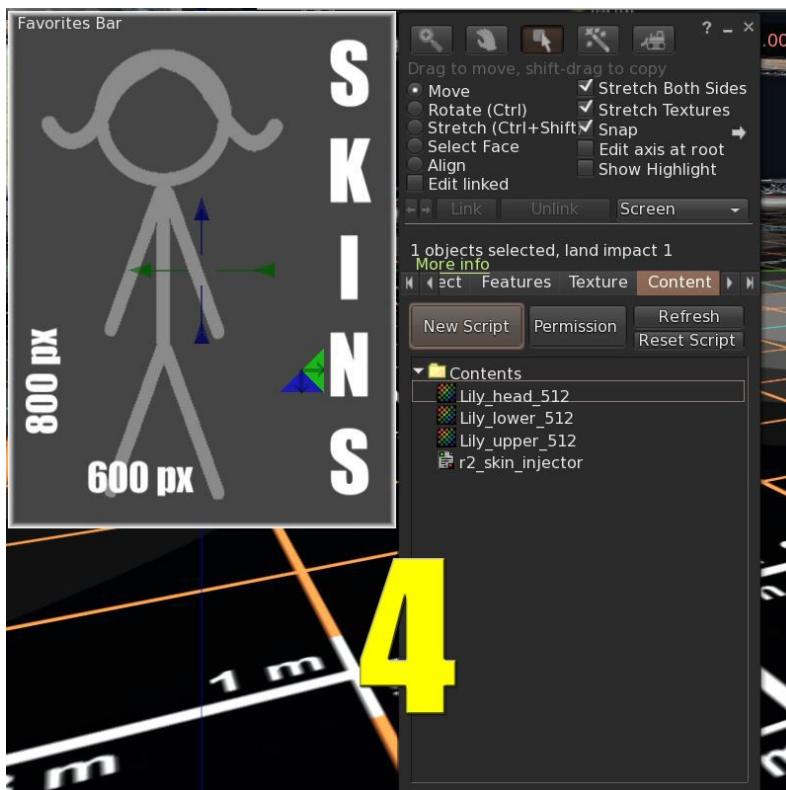 Favorites Bar
SKINS
800 px
600 px
?
.00
Drag to move, shift-drag to copy
Move
Rotate (Ctrl)
Stretch (Ctrl+Shift)
Select Face
Align
Edit linked
Stretch Both Sides
Stretch Textures
Snap
Edit axis at root
Show Highlight
Link Unlink Screen
1 objects selected, land impact 1
More info
ect Features Texture Content
New Script Permission Refresh
Reset Script
Contents
Lily_head_512
Lily_lower_512
Lily_upper_512
r2_skin_injector
4
1 m
m